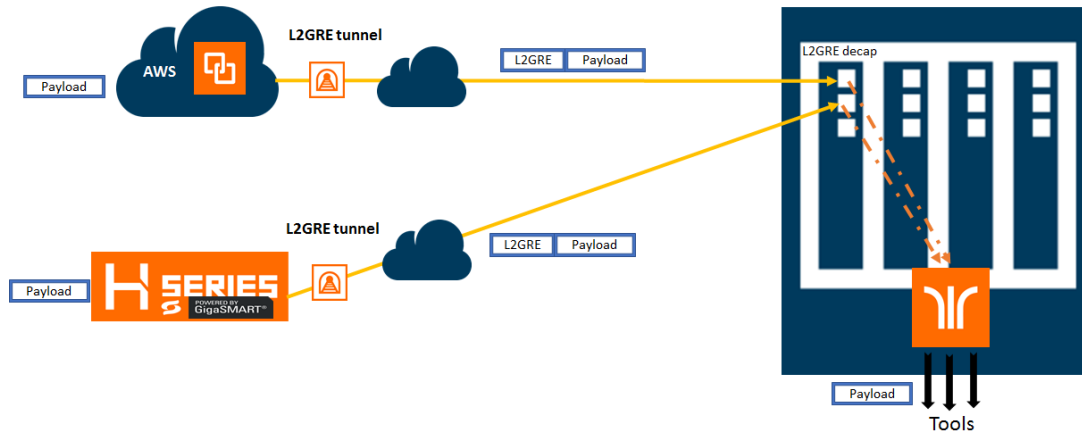 L2GRE tunnel
AWS
Payload
L2GRE Payload
L2GRE decap
L2GRE tunnel
L2GRE Payload
Payload
H SERIES
POWERED BY
GigaSMART®
Payload
Tools